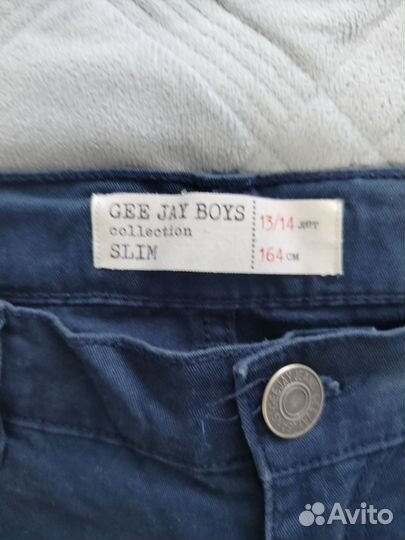 GEE JAY BOYS
collection
SLIM
13/14 лет
164 см
Avito